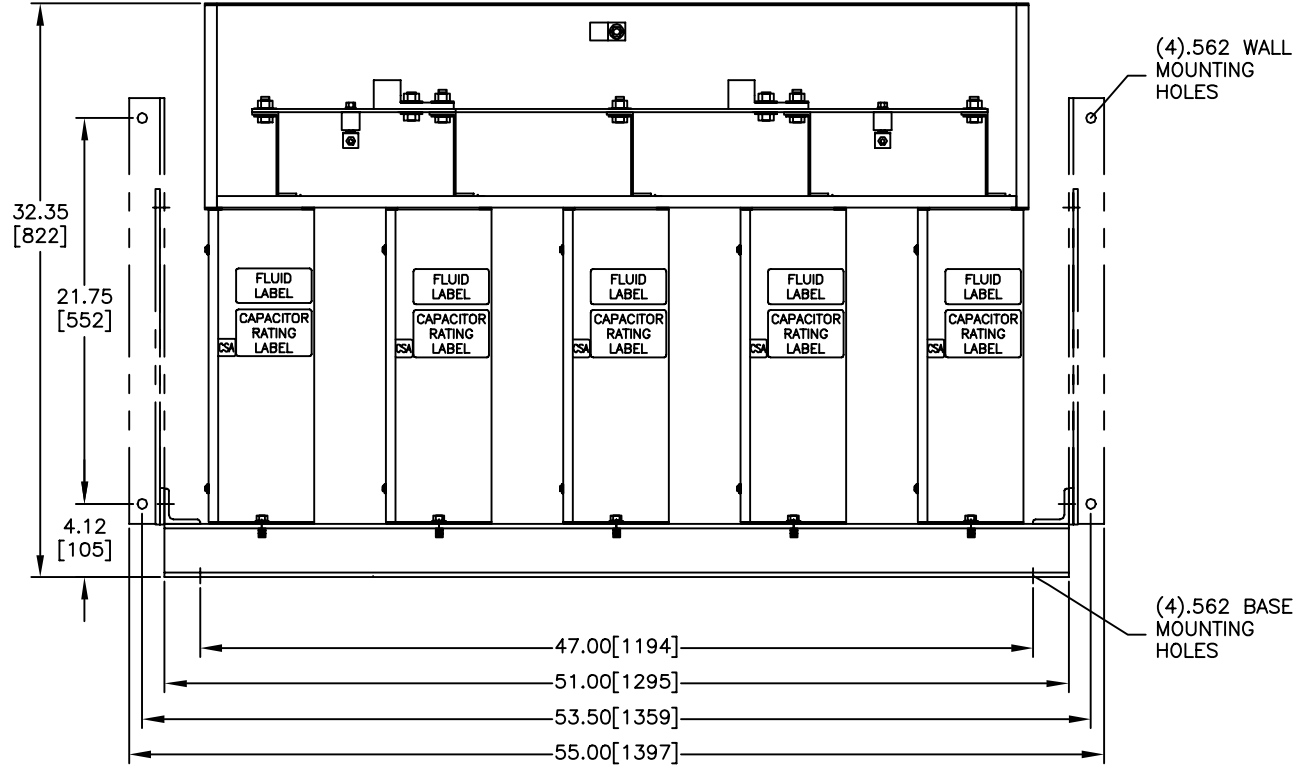 (4).562 WALL
MOUNTING
HOLES
32.35
[822]
21.75
[552]
4.12
[105]
FLUID
LABEL
CAPACITOR
RATING
LABEL
CSA
FLUID
LABEL
CAPACITOR
RATING
LABEL
CSA
FLUID
LABEL
CAPACITOR
RATING
LABEL
CSA
FLUID
LABEL
CAPACITOR
RATING
LABEL
CSA
FLUID
LABEL
CAPACITOR
RATING
LABEL
CSA
(4).562 BASE
MOUNTING
HOLES
47.00[1194]
51.00[1295]
53.50[1359]
55.00[1397]